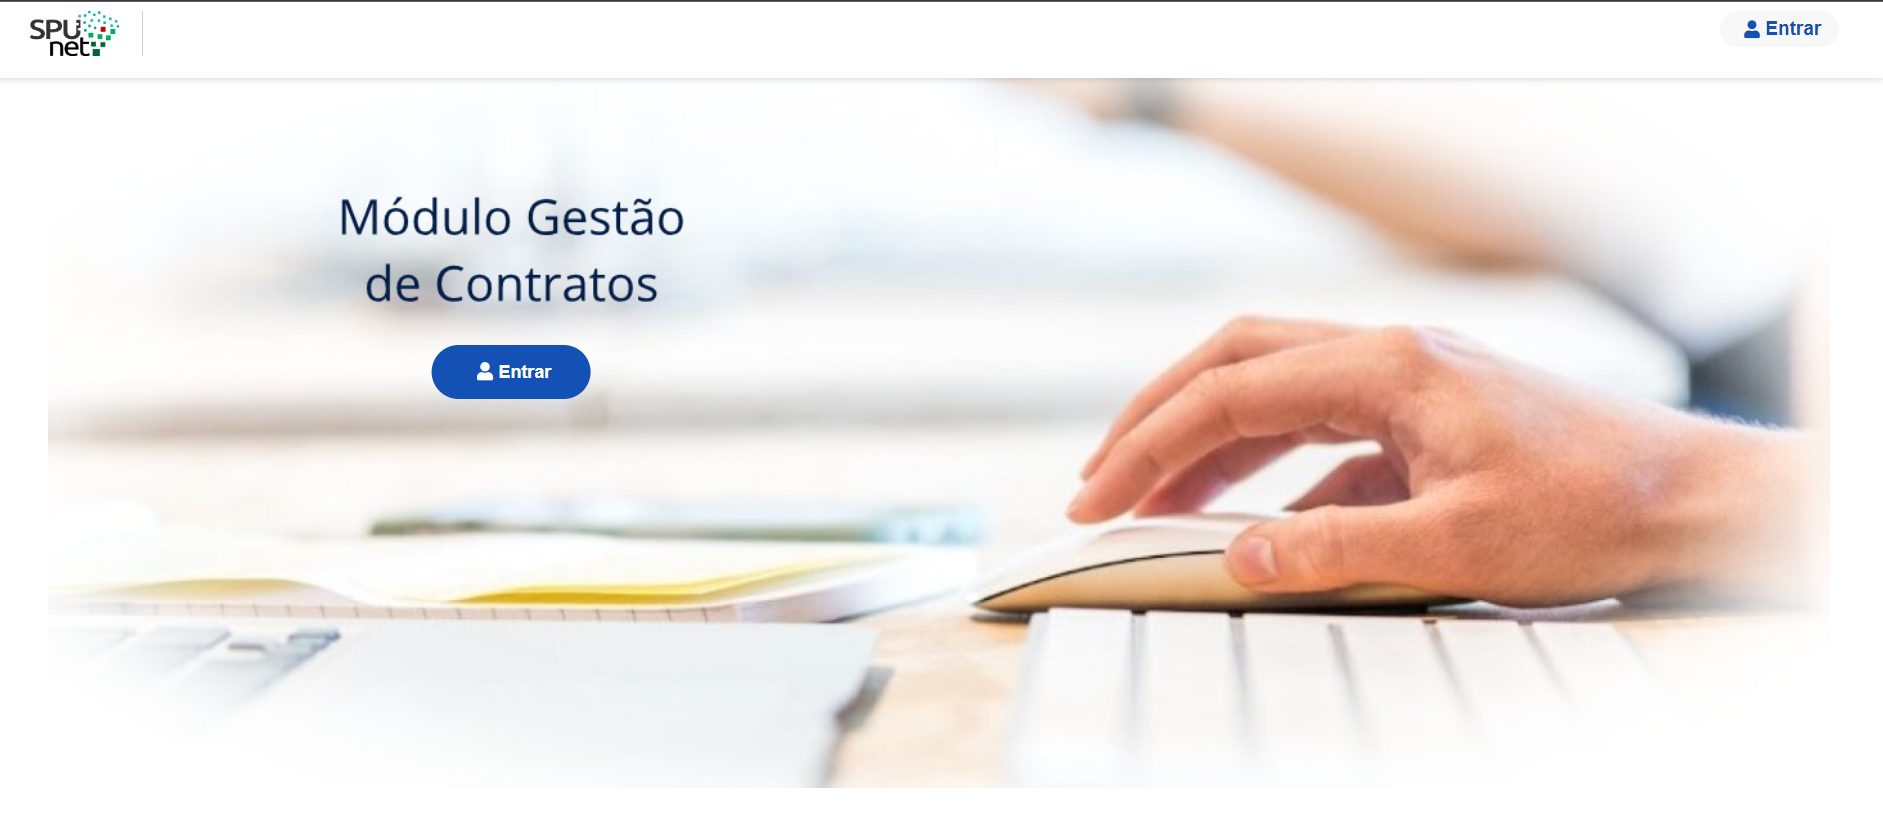 SPU
net
Entrar
Módulo Gestão
de Contratos
Entrar